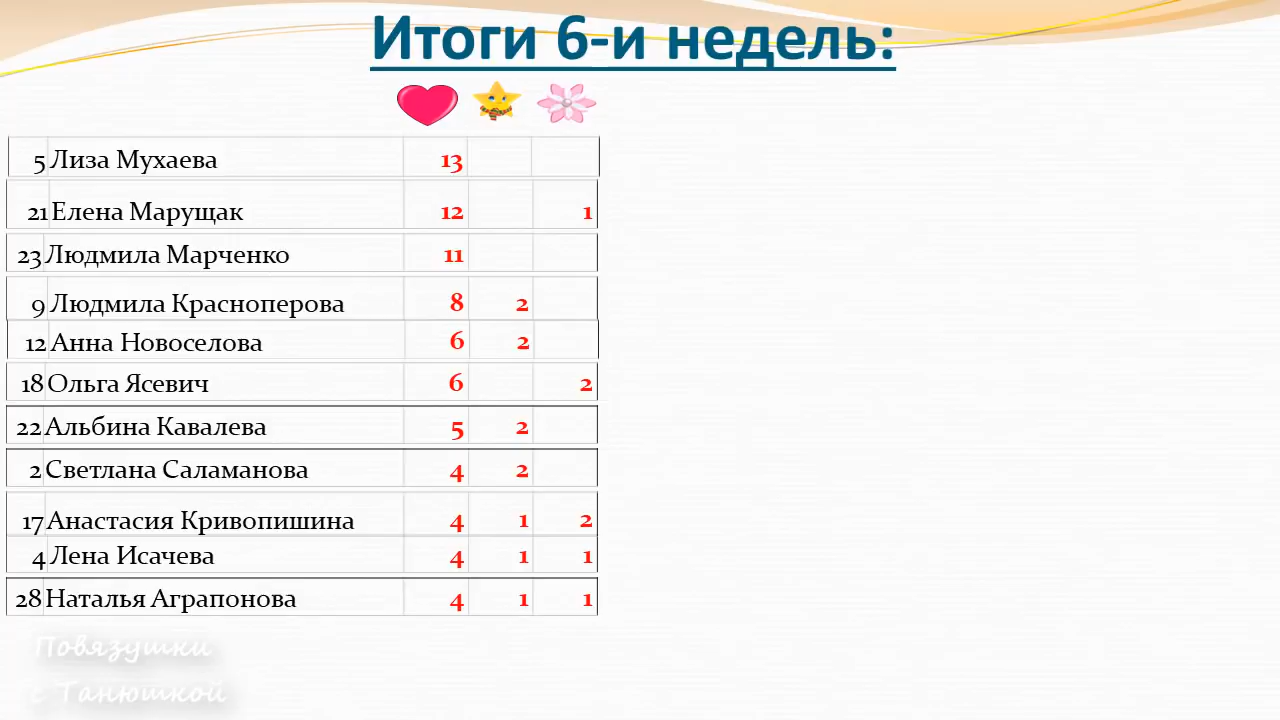 Итоги 6-и недель:
5 Лиза Мухаева 13
21 Елена Марущак 12 1
23 Людмила Марченко 11
9 Людмила Красноперова 8 2
12 Анна Новоселова 6 2
18 Ольга Ясевич 6 2
22 Альбина Кавалева 5 2
2 Светлана Саламанова 4 2
17 Анастасия Кривопишина 4 1 2
4 Лена Исачева 4 1 1
28 Наталья Аграпонова 4 1 1
Повязушки
с Танюшкой